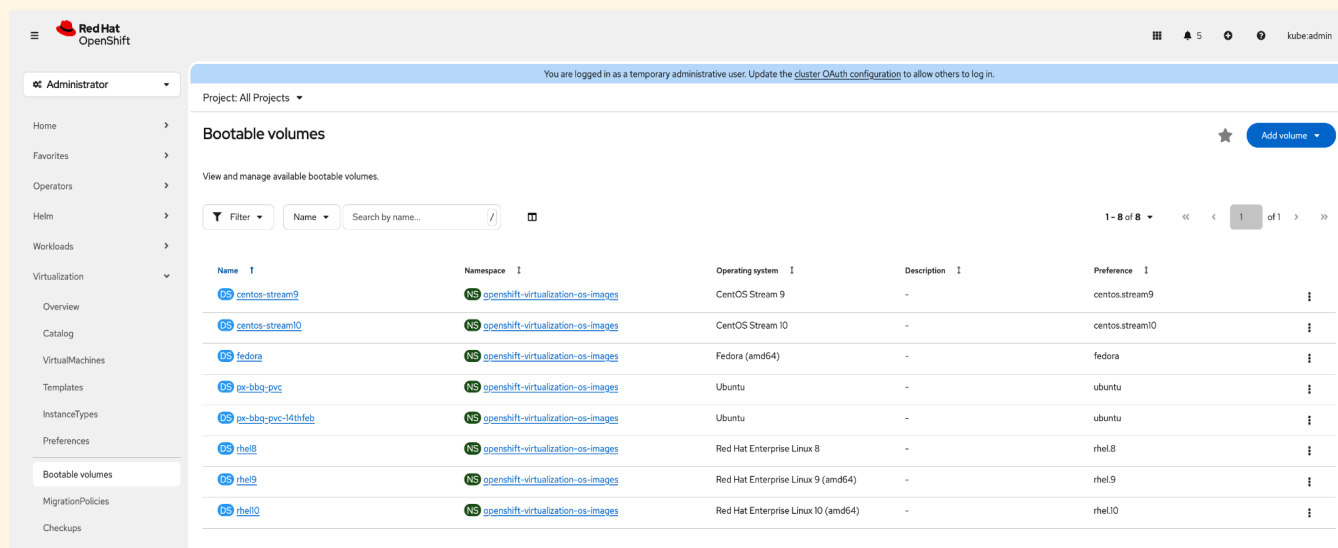 Red Hat
OpenShift
5
kube:admin
Administrator
You are logged in as a temporary administrative user. Update the cluster OAuth configuration to allow others to log in.
Project: All Projects
Home
Favorites
Operators
Helm
Workloads
Virtualization
Overview
Catalog
VirtualMachines
Templates
InstanceTypes
Preferences
Bootable volumes
MigrationPolicies
Checkups
Bootable volumes
Add volume
View and manage available bootable volumes.
Filter Name Search by name... / 1 - 8 of 8 1 of 1
Name Namespace Operating system Description Preference
DS centos-stream9 NS openshift-virtualization-os-images CentOS Stream 9 - centos.stream9
DS centos-stream10 NS openshift-virtualization-os-images CentOS Stream 10 - centos.stream10
DS fedora NS openshift-virtualization-os-images Fedora (amd64) - fedora
DS px-bbq-pvc NS openshift-virtualization-os-images Ubuntu - ubuntu
DS px-bbq-pvc-14thfeb NS openshift-virtualization-os-images Ubuntu - ubuntu
DS rhel8 NS openshift-virtualization-os-images Red Hat Enterprise Linux 8 - rhel.8
DS rhel9 NS openshift-virtualization-os-images Red Hat Enterprise Linux 9 (amd64) - rhel.9
DS rhel10 NS openshift-virtualization-os-images Red Hat Enterprise Linux 10 (amd64) - rhel.10